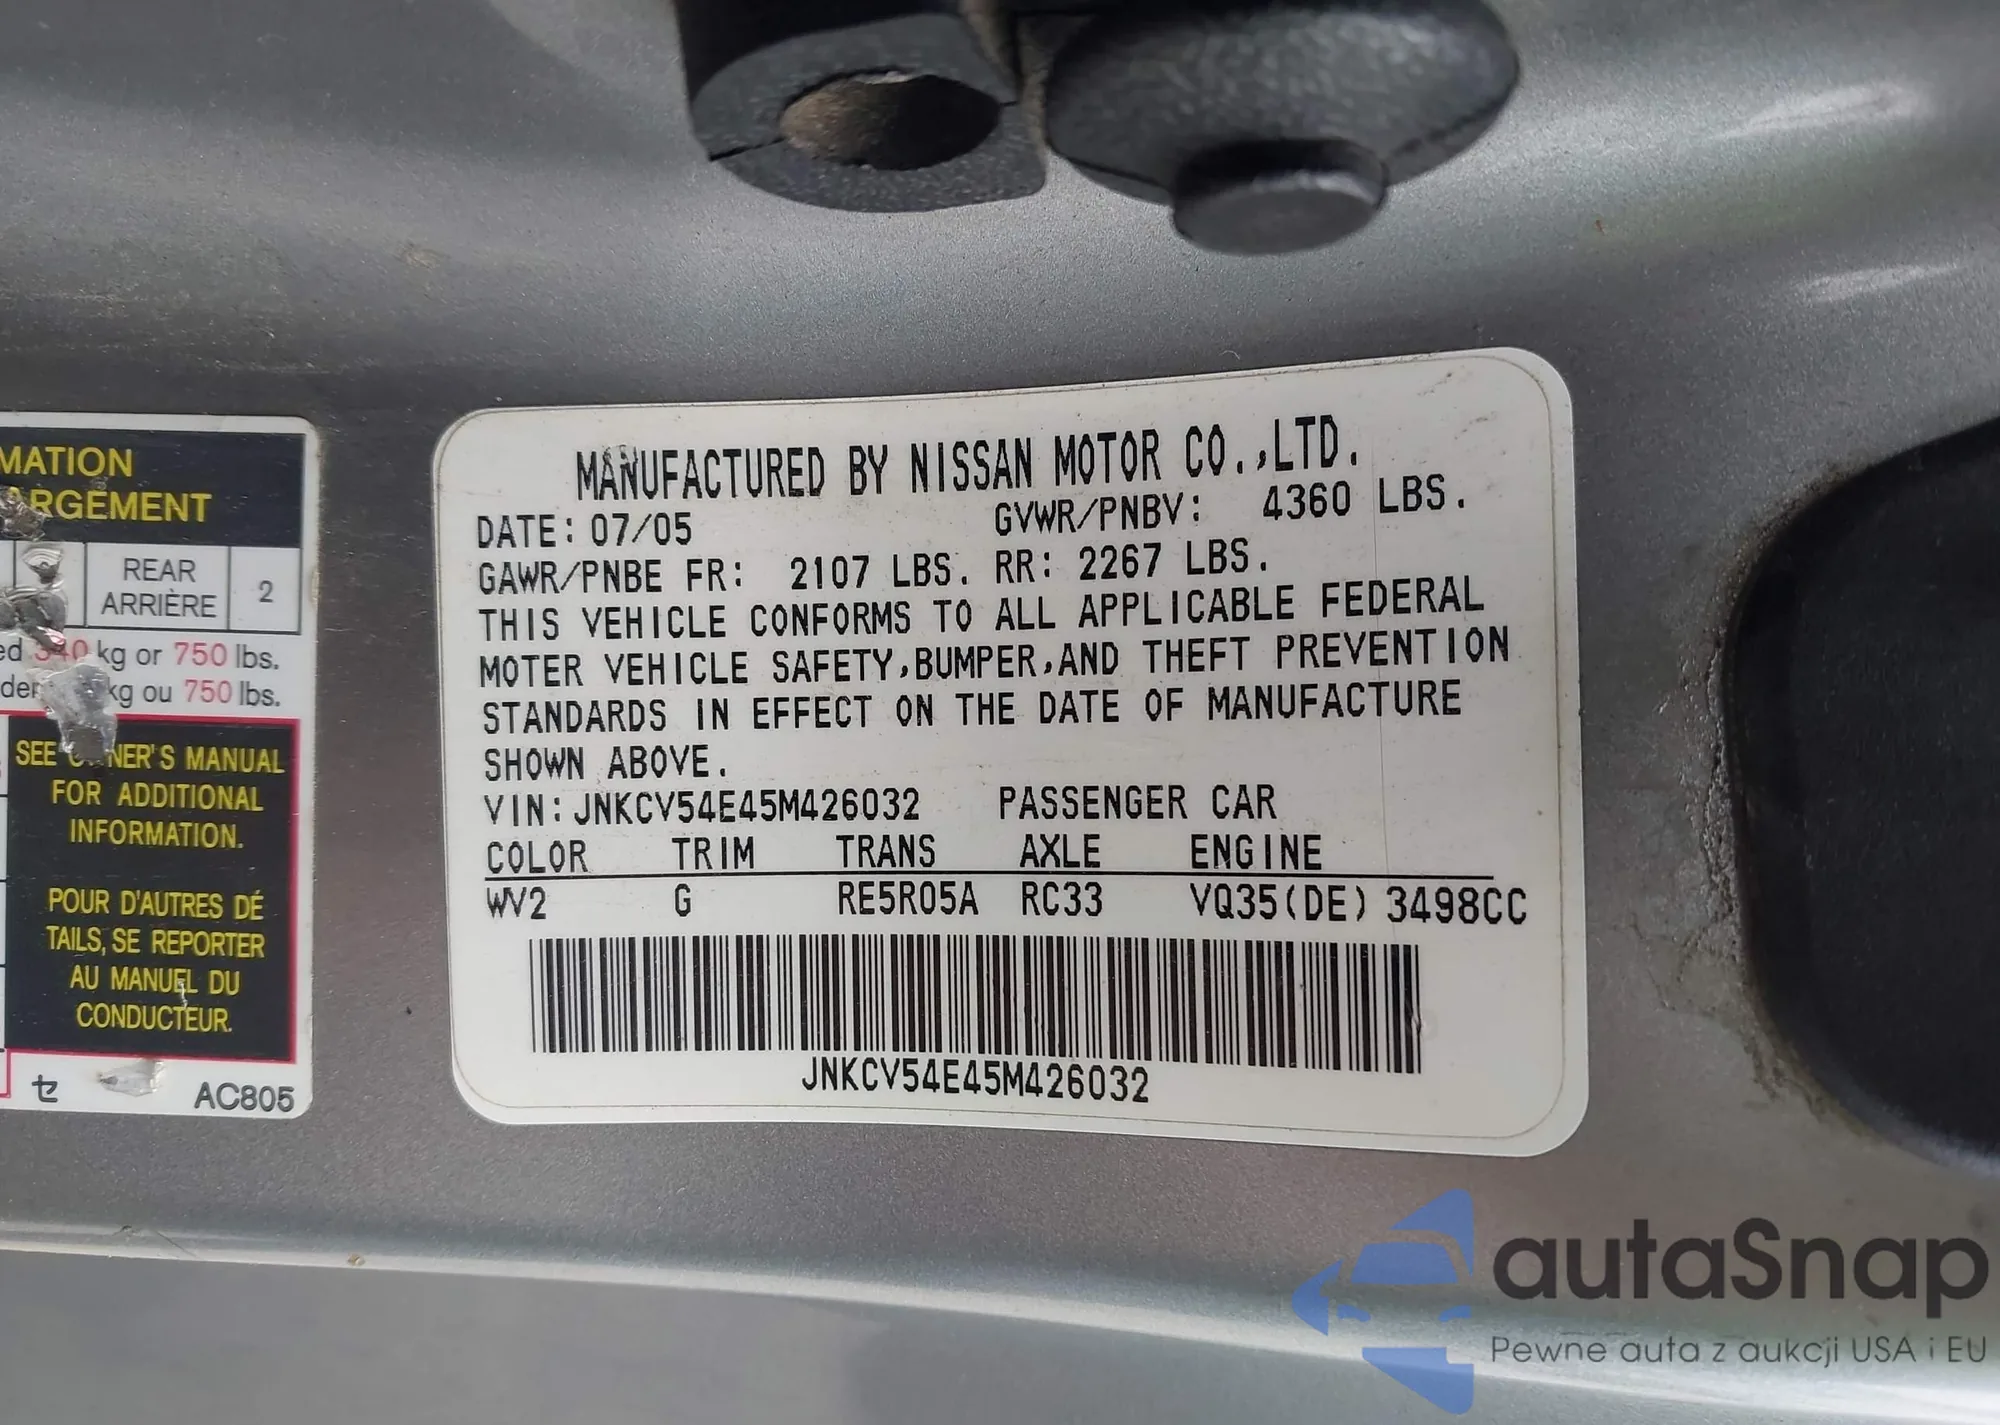 MATION
ARGEMENT
REAR
ARRIÈRE
2
ed 340 kg or 750 lbs.
kg ou 750 lbs.
SEE OWNER'S MANUAL
FOR ADDITIONAL
INFORMATION.
POUR D'AUTRES DÉ
TAILS, SE REPORTER
AU MANUEL DU
CONDUCTEUR.
セ AC805
MANUFACTURED BY NISSAN MOTOR CO.,LTD.
DATE: 07/05 GVWR/PNBV: 4360 LBS.
GAWR/PNBE FR: 2107 LBS. RR: 2267 LBS.
THIS VEHICLE CONFORMS TO ALL APPLICABLE FEDERAL
MOTER VEHICLE SAFETY,BUMPER,AND THEFT PREVENTION
STANDARDS IN EFFECT ON THE DATE OF MANUFACTURE
SHOWN ABOVE.
VIN:JNKCV54E45M426032 PASSENGER CAR
COLOR TRIM TRANS AXLE ENGINE
WV2 G RE5R05A RC33 VQ35(DE) 3498CC
JNKCV54E45M426032
autaSnap
Pewne auta z aukcji USA i EU